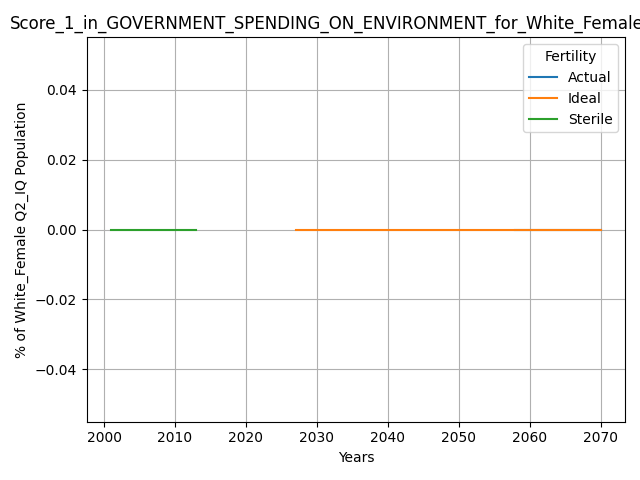 Score_1_in_GOVERNMENT_SPENDING_ON_ENVIRONMENT_for_White_Female
Fertility
Actual
Ideal
Sterile
% of White_Female Q2_IQ Population
0.04
0.02
0.00
−0.02
−0.04
2000 2010 2020 2030 2040 2050 2060 2070
Years